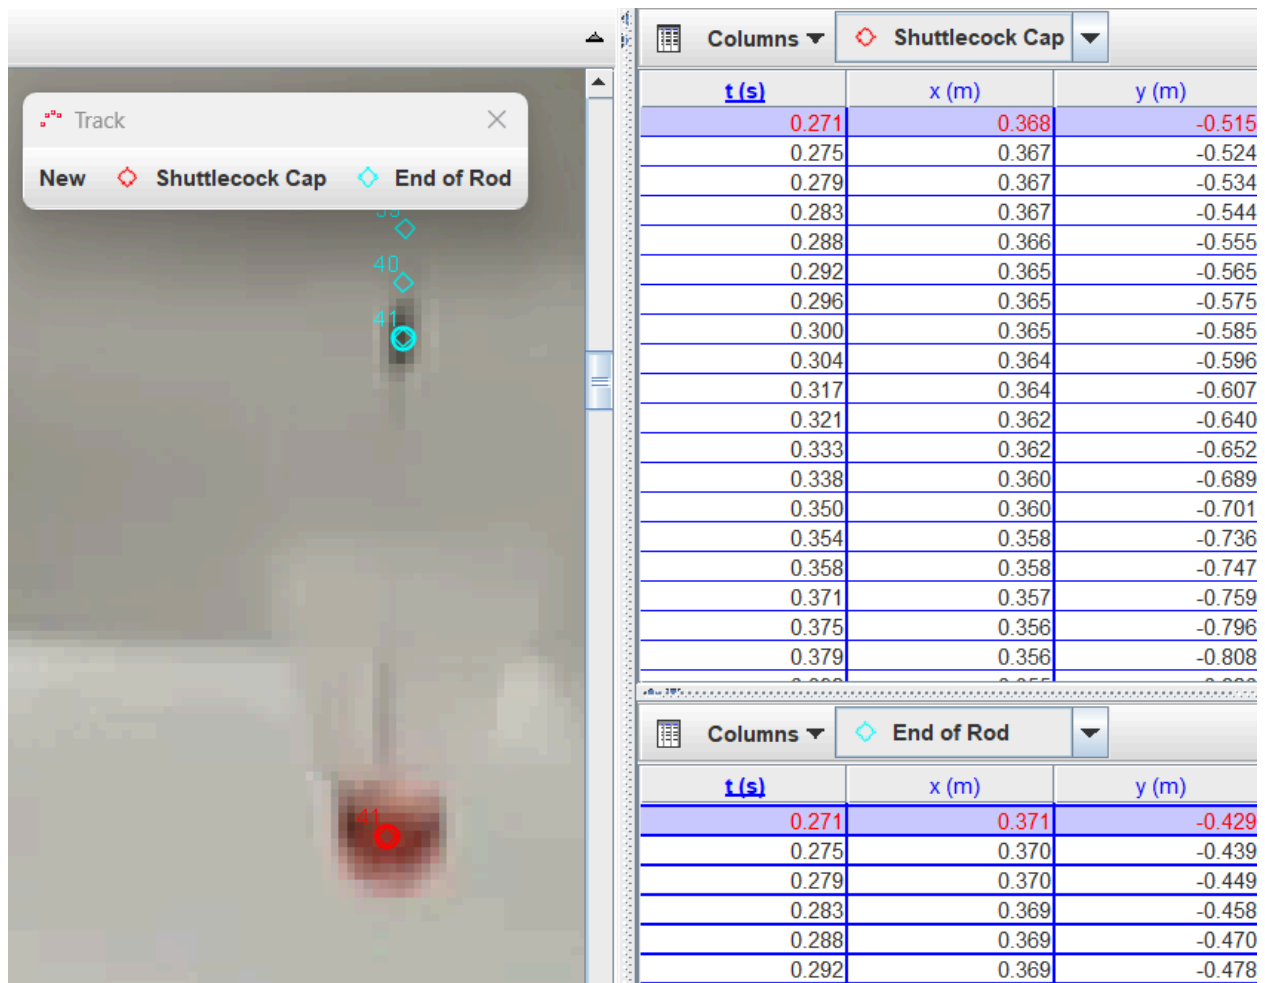 Track
New Shuttlecock Cap End of Rod
40
41
41
Columns Shuttlecock Cap
t (s) x (m) y (m)
0.271 0.368 -0.515
0.275 0.367 -0.524
0.279 0.367 -0.534
0.283 0.367 -0.544
0.288 0.366 -0.555
0.292 0.365 -0.565
0.296 0.365 -0.575
0.300 0.365 -0.585
0.304 0.364 -0.596
0.317 0.364 -0.607
0.321 0.362 -0.640
0.333 0.362 -0.652
0.338 0.360 -0.689
0.350 0.360 -0.701
0.354 0.358 -0.736
0.358 0.358 -0.747
0.371 0.357 -0.759
0.375 0.356 -0.796
0.379 0.356 -0.808
Columns End of Rod
t (s) x (m) y (m)
0.271 0.371 -0.429
0.275 0.370 -0.439
0.279 0.370 -0.449
0.283 0.369 -0.458
0.288 0.369 -0.470
0.292 0.369 -0.478